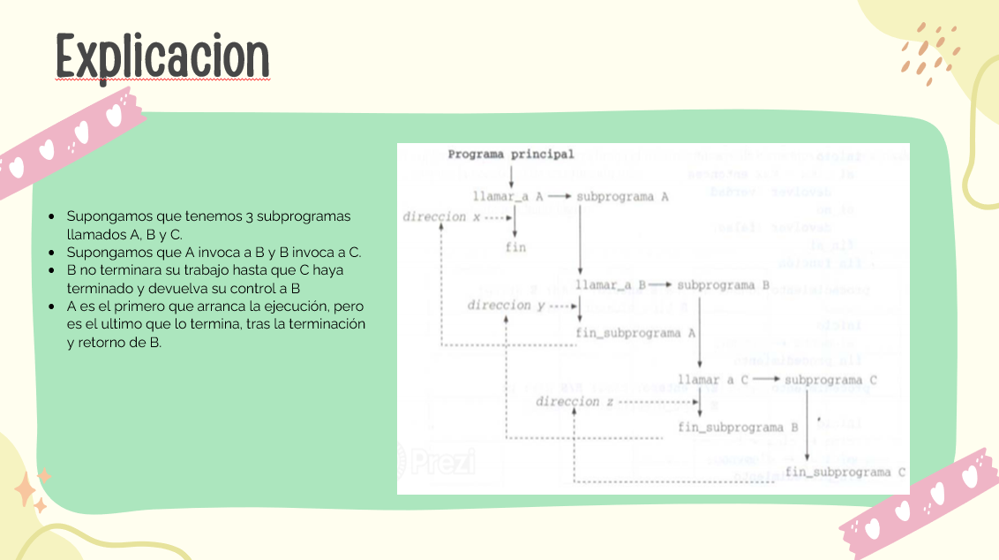 Explicacion
Supongamos que tenemos 3 subprogramas
llamados A, B y C.
Supongamos que A invoca a B y B invoca a C.
B no terminara su trabajo hasta que C haya
terminado y devuelva su control a B
A es el primero que arranca la ejecución, pero
es el ultimo que lo termina, tras la terminación
y retorno de B.
Programa principal
llamar_a A subprograma A
direccion x
fin
llamar_a B subprograma B
direccion y
fin_subprograma A
llamar a C subprograma C
direccion z
fin_subprograma B
Prezi
fin_subprograma C